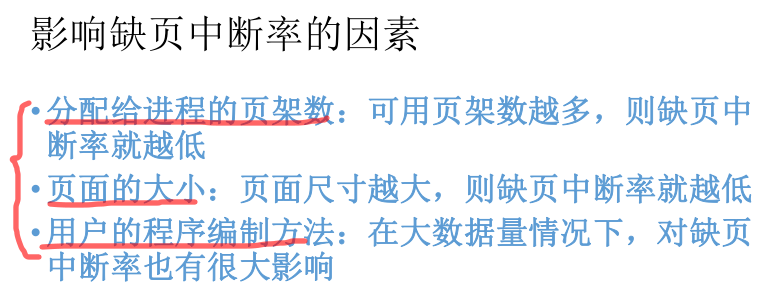 影响缺页中断率的因素
•分配给进程的页架数：可用页架数越多，则缺页中
断率就越低
•页面的大小：页面尺寸越大，则缺页中断率就越低
•用户的程序编制方法：在大数据量情况下，对缺页
中断率也有很大影响